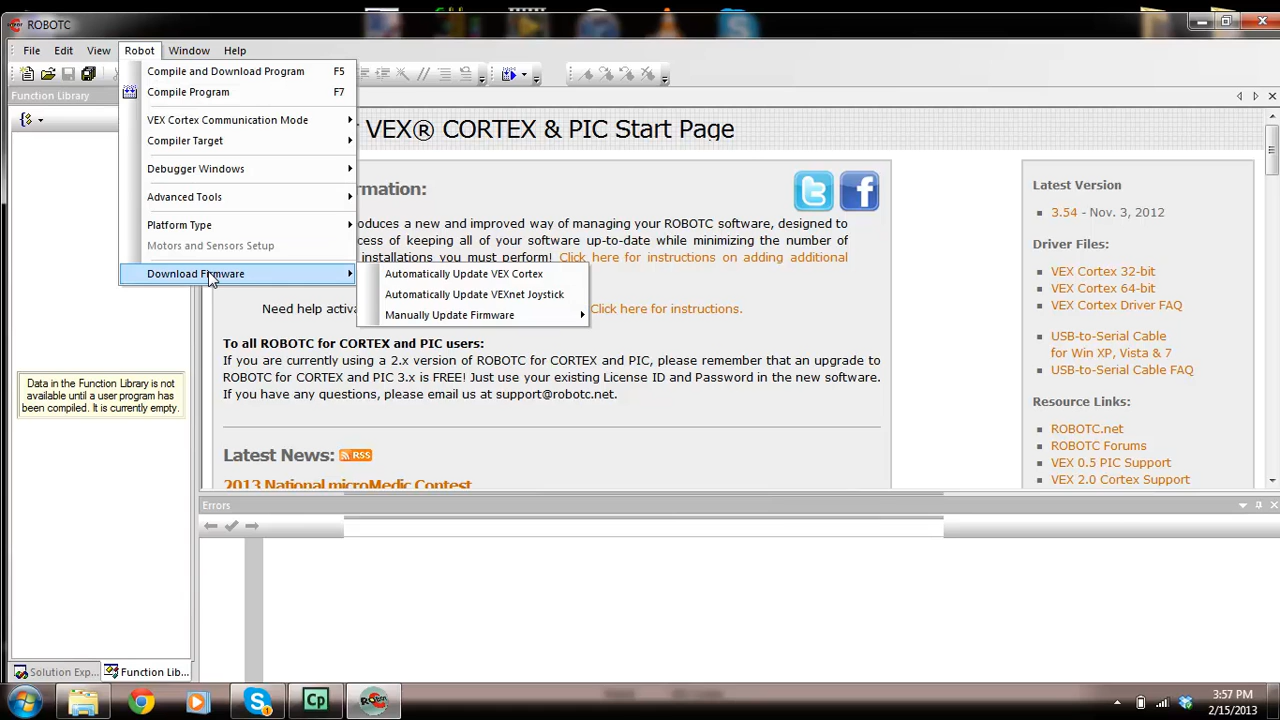 ROBOTC
File Edit View Robot Window Help
Compile and Download Program F5
Compile Program F7
VEX Cortex Communication Mode
Compiler Target
Debugger Windows
Advanced Tools
Platform Type
Motors and Sensors Setup
Download Firmware
Automatically Update VEX Cortex
Automatically Update VEXnet Joystick
Manually Update Firmware
Function Library
Data in the Function Library is not
available until a user program has
been compiled. It is currently empty.
Solution Exp...
Function Lib...
VEX® CORTEX & PIC Start Page
rmation:
oduces a new and improved way of managing your ROBOTC software, designed to
cess of keeping all of your software up-to-date while minimizing the number of
installations you must perform! Click here for instructions on adding additional
Need help activa
Click here for instructions.
To all ROBOTC for CORTEX and PIC users:
If you are currently using a 2.x version of ROBOTC for CORTEX and PIC, please remember that an upgrade to
ROBOTC for CORTEX and PIC 3.x is FREE! Just use your existing License ID and Password in the new software.
If you have any questions, please email us at support@robotc.net.
Latest News: RSS
2013 National microMedic Contest
Latest Version
3.54 - Nov. 3, 2012
Driver Files:
VEX Cortex 32-bit
VEX Cortex 64-bit
VEX Cortex Driver FAQ
USB-to-Serial Cable
for Win XP, Vista & 7
USB-to-Serial Cable FAQ
Resource Links:
ROBOTC.net
ROBOTC Forums
VEX 0.5 PIC Support
VEX 2.0 Cortex Support
Errors
Cp
3:57 PM
2/15/2013